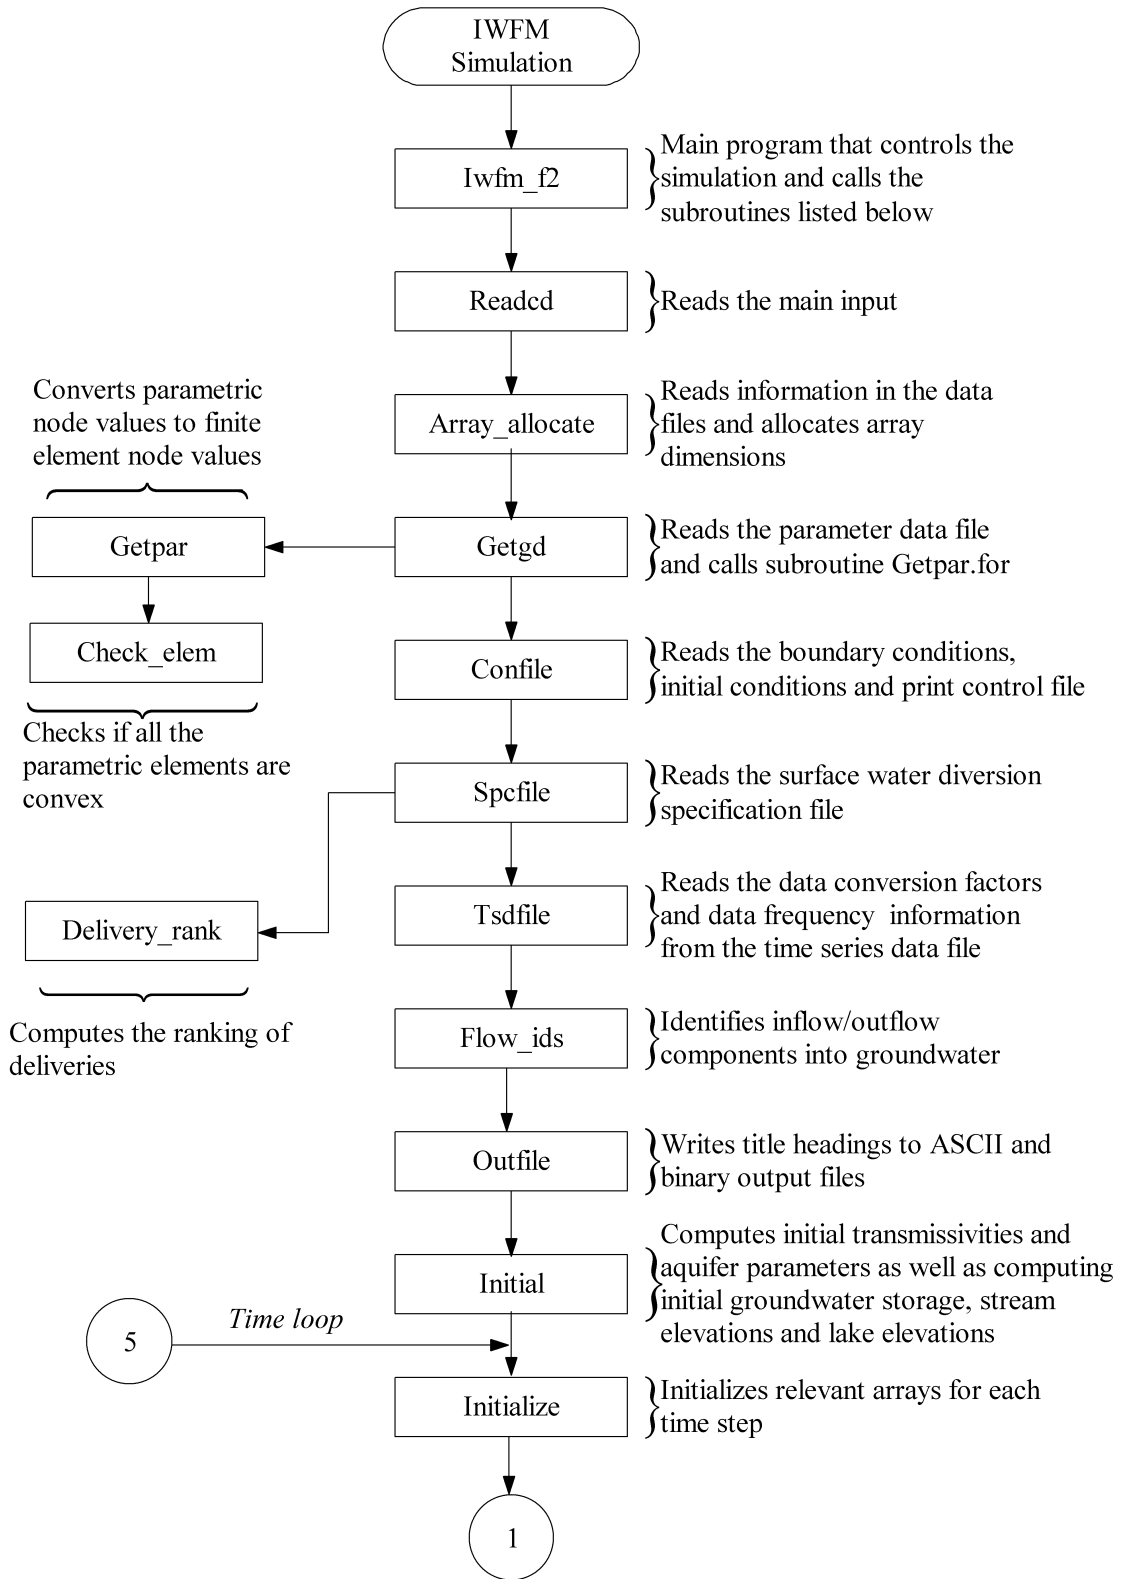 IWFM
Simulation
Iwfm_f2
Main program that controls the
simulation and calls the
subroutines listed below
Readcd
Reads the main input
Array_allocate
Reads information in the data
files and allocates array
dimensions
Converts parametric
node values to finite
element node values
Getpar
Getgd
Reads the parameter data file
and calls subroutine Getpar.for
Check_elem
Checks if all the
parametric elements are
convex
Confile
Reads the boundary conditions,
initial conditions and print control file
Spcfile
Reads the surface water diversion
specification file
Delivery_rank
Computes the ranking of
deliveries
Tsdfile
Reads the data conversion factors
and data frequency  information
from the time series data file
Flow_ids
Identifies inflow/outflow
components into groundwater
Outfile
Writes title headings to ASCII and
binary output files
Initial
Computes initial transmissivities and
aquifer parameters as well as computing
initial groundwater storage, stream
elevations and lake elevations
5
Time loop
Initialize
Initializes relevant arrays for each
time step
1